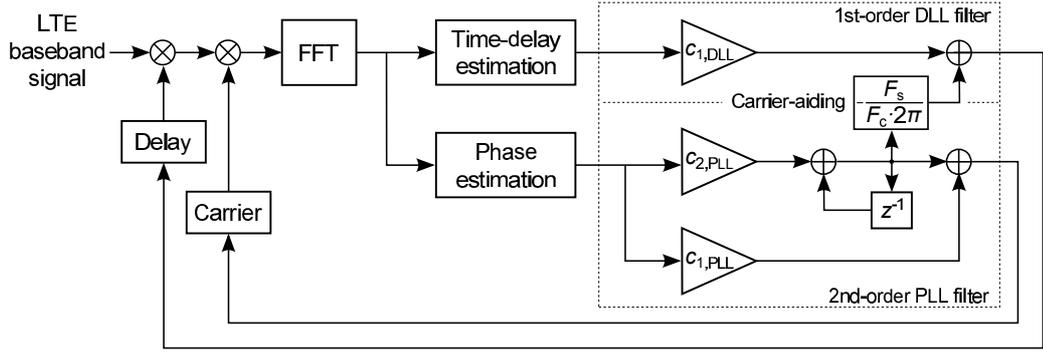 LTE
baseband
signal
FFT
Time-delay
estimation
c1,DLL
1st-order DLL filter
Carrier-aiding
Fs
Fc·2π
Delay
Phase
estimation
c2,PLL
Carrier
z-1
c1,PLL
2nd-order PLL filter